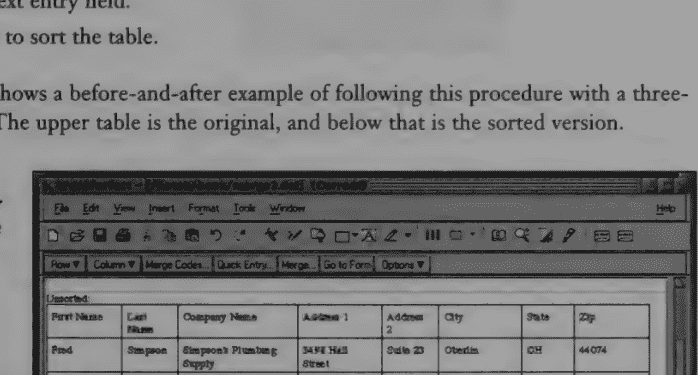 ext entry field.
to sort the table.
hows a before-and-after example of following this procedure with a three-
The upper table is the original, and below that is the sorted version.
File Edit View Insert Format Tools Window Help
Row Column Merge Codes... Quick Entry... Merge... Go to Form Options
Unsorted:
First Name Last Name Company Name Address 1 Address 2 City State Zip
Fred Simpson Simpson's Plumbing Supply Hall Street Suite 23 Oberlin OH 44074